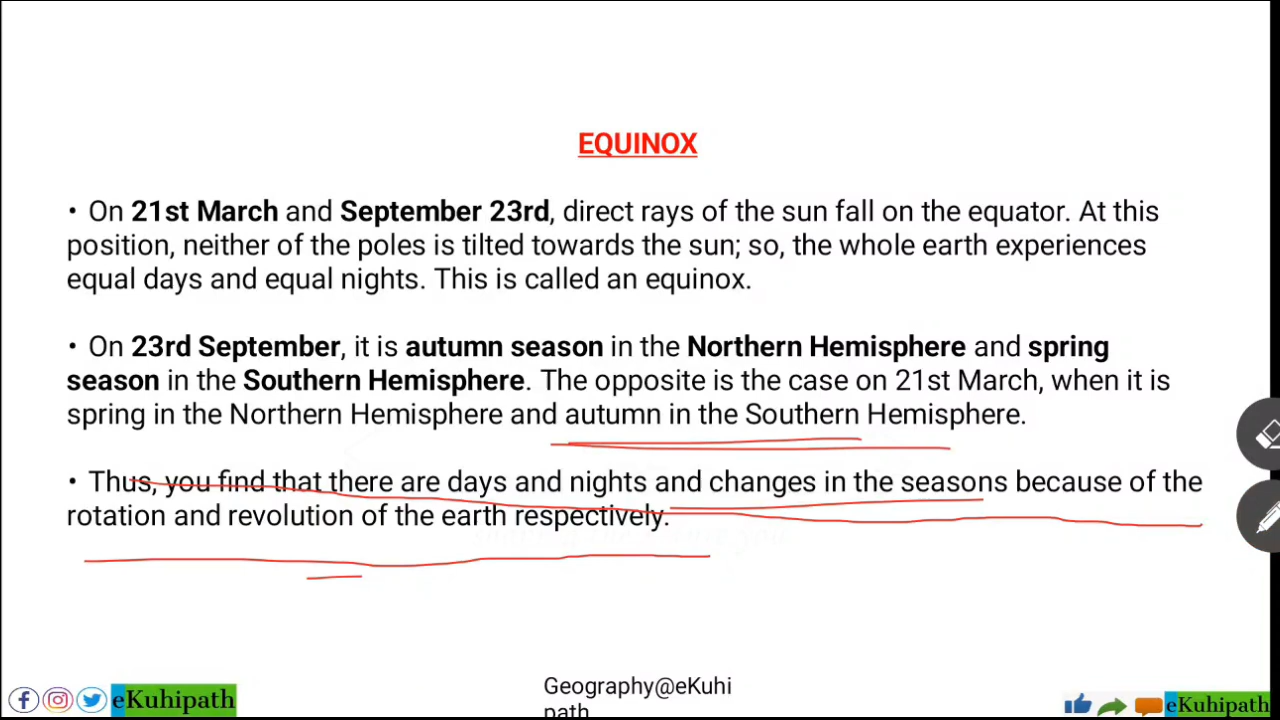 EQUINOX
• On 21st March and September 23rd, direct rays of the sun fall on the equator. At this
position, neither of the poles is tilted towards the sun; so, the whole earth experiences
equal days and equal nights. This is called an equinox.
• On 23rd September, it is autumn season in the Northern Hemisphere and spring
season in the Southern Hemisphere. The opposite is the case on 21st March, when it is
spring in the Northern Hemisphere and autumn in the Southern Hemisphere.
• Thus, you find that there are days and nights and changes in the seasons because of the
rotation and revolution of the earth respectively.
eKuhipath
Geography@eKuhi
path
eKuhipath